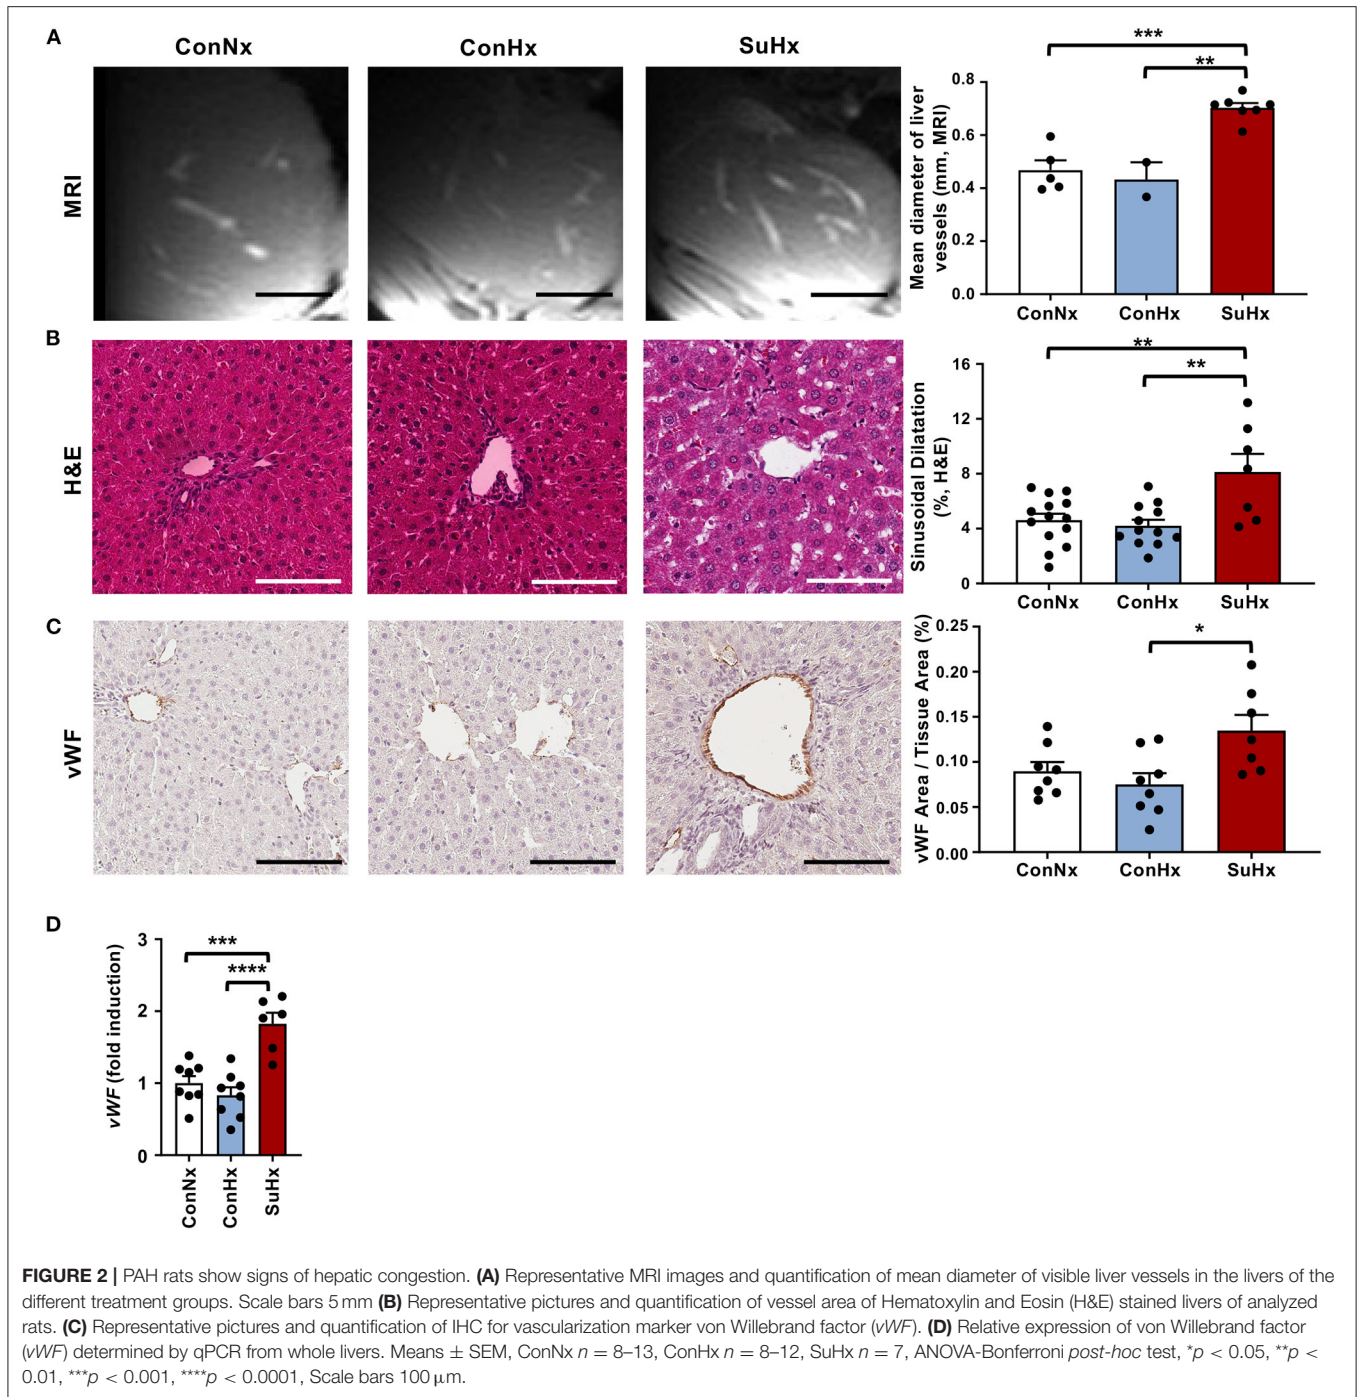 A
ConNx
ConHx
SuHx
MRI
Mean diameter of liver
vessels (mm, MRI)
0.8
0.6
0.4
0.2
0.0
***
**
ConNx
ConHx
SuHx
B
H&E
Sinusoidal Dilatation
(%, H&E)
16
12
8
4
0
**
**
ConNx
ConHx
SuHx
C
vWF
vWF Area / Tissue Area (%)
0.25
0.20
0.15
0.10
0.05
0.00
*
ConNx
ConHx
SuHx
D
vWF (fold induction)
3
2
1
0
***
****
ConNx
ConHx
SuHx
FIGURE 2 | PAH rats show signs of hepatic congestion. (A) Representative MRI images and quantification of mean diameter of visible liver vessels in the livers of the
different treatment groups. Scale bars 5 mm (B) Representative pictures and quantification of vessel area of Hematoxylin and Eosin (H&E) stained livers of analyzed
rats. (C) Representative pictures and quantification of IHC for vascularization marker von Willebrand factor (vWF). (D) Relative expression of von Willebrand factor
(vWF) determined by qPCR from whole livers. Means ± SEM, ConNx n = 8–13, ConHx n = 8–12, SuHx n = 7, ANOVA-Bonferroni post-hoc test, *p < 0.05, **p <
0.01, ***p < 0.001, ****p < 0.0001, Scale bars 100 μm.